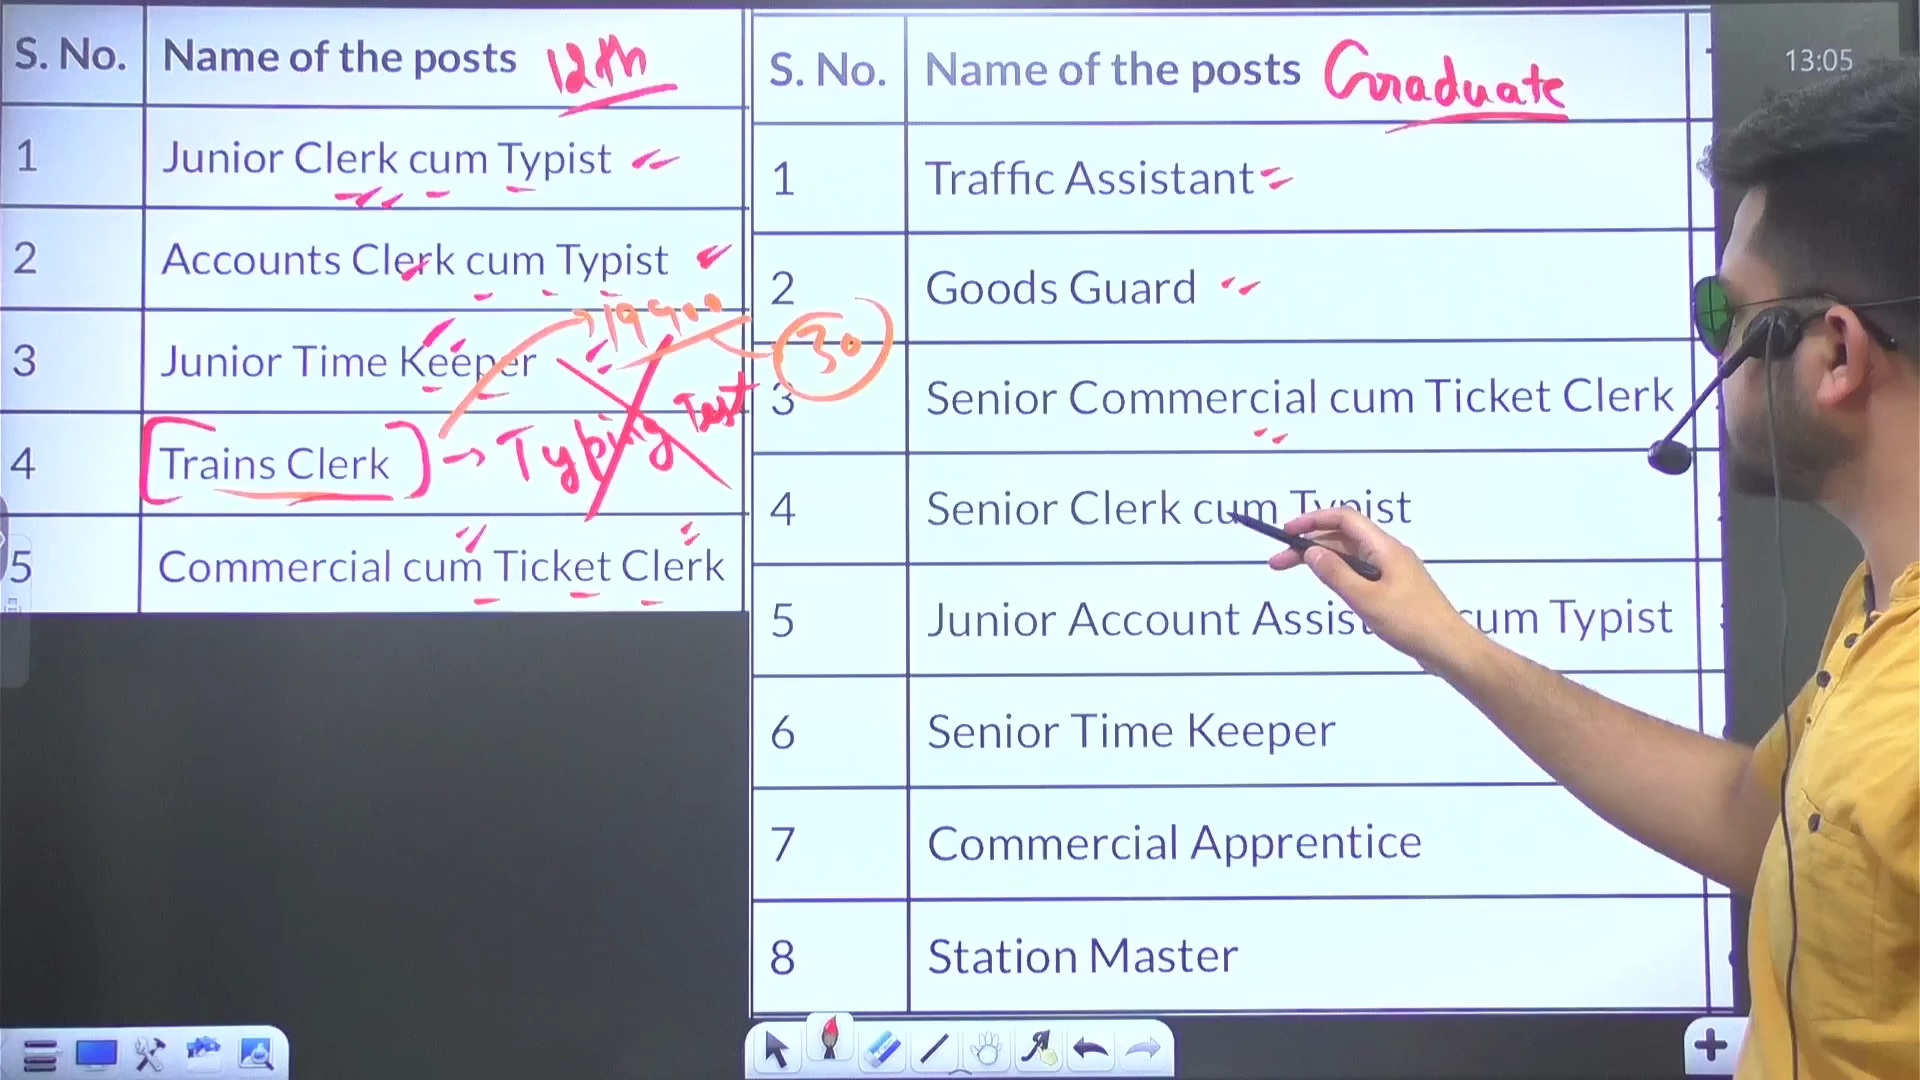 S. No. Name of the posts 12th
1 Junior Clerk cum Typist
2 Accounts Clerk cum Typist
19900
3 Junior Time Keeper
4 Trains Clerk → Typing Test
5 Commercial cum Ticket Clerk
S. No. Name of the posts Graduate
1 Traffic Assistant
2 Goods Guard
30
3 Senior Commercial cum Ticket Clerk
4 Senior Clerk cum Typist
5 Junior Account cum Typist
6 Senior Time Keeper
7 Commercial Apprentice
8 Station Master
13:05